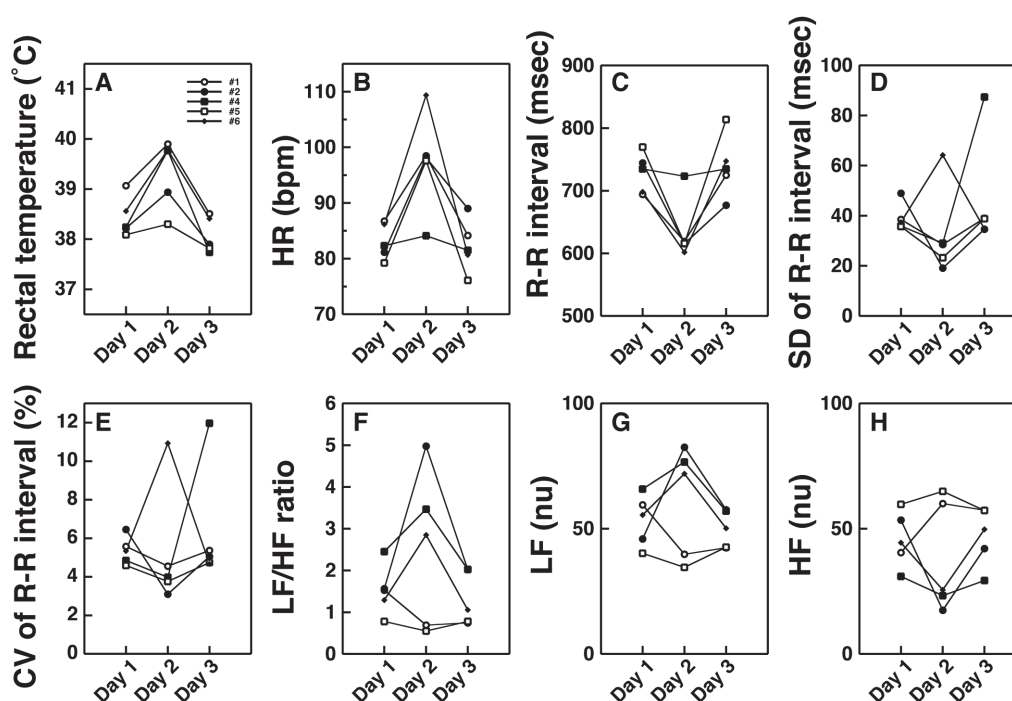 Rectal temperature (°C)
A
41
40
39
38
37
#1
#2
#4
#5
#6
Day 1
Day 2
Day 3
HR (bpm)
B
110
100
90
80
70
Day 1
Day 2
Day 3
R-R interval (msec)
C
900
800
700
600
500
Day 1
Day 2
Day 3
SD of R-R interval (msec)
D
100
80
60
40
20
0
Day 1
Day 2
Day 3
CV of R-R interval (%)
E
12
10
8
6
4
2
0
Day 1
Day 2
Day 3
LF/HF ratio
F
6
5
4
3
2
1
0
Day 1
Day 2
Day 3
LF (nu)
G
100
50
0
Day 1
Day 2
Day 3
HF (nu)
H
100
50
0
Day 1
Day 2
Day 3